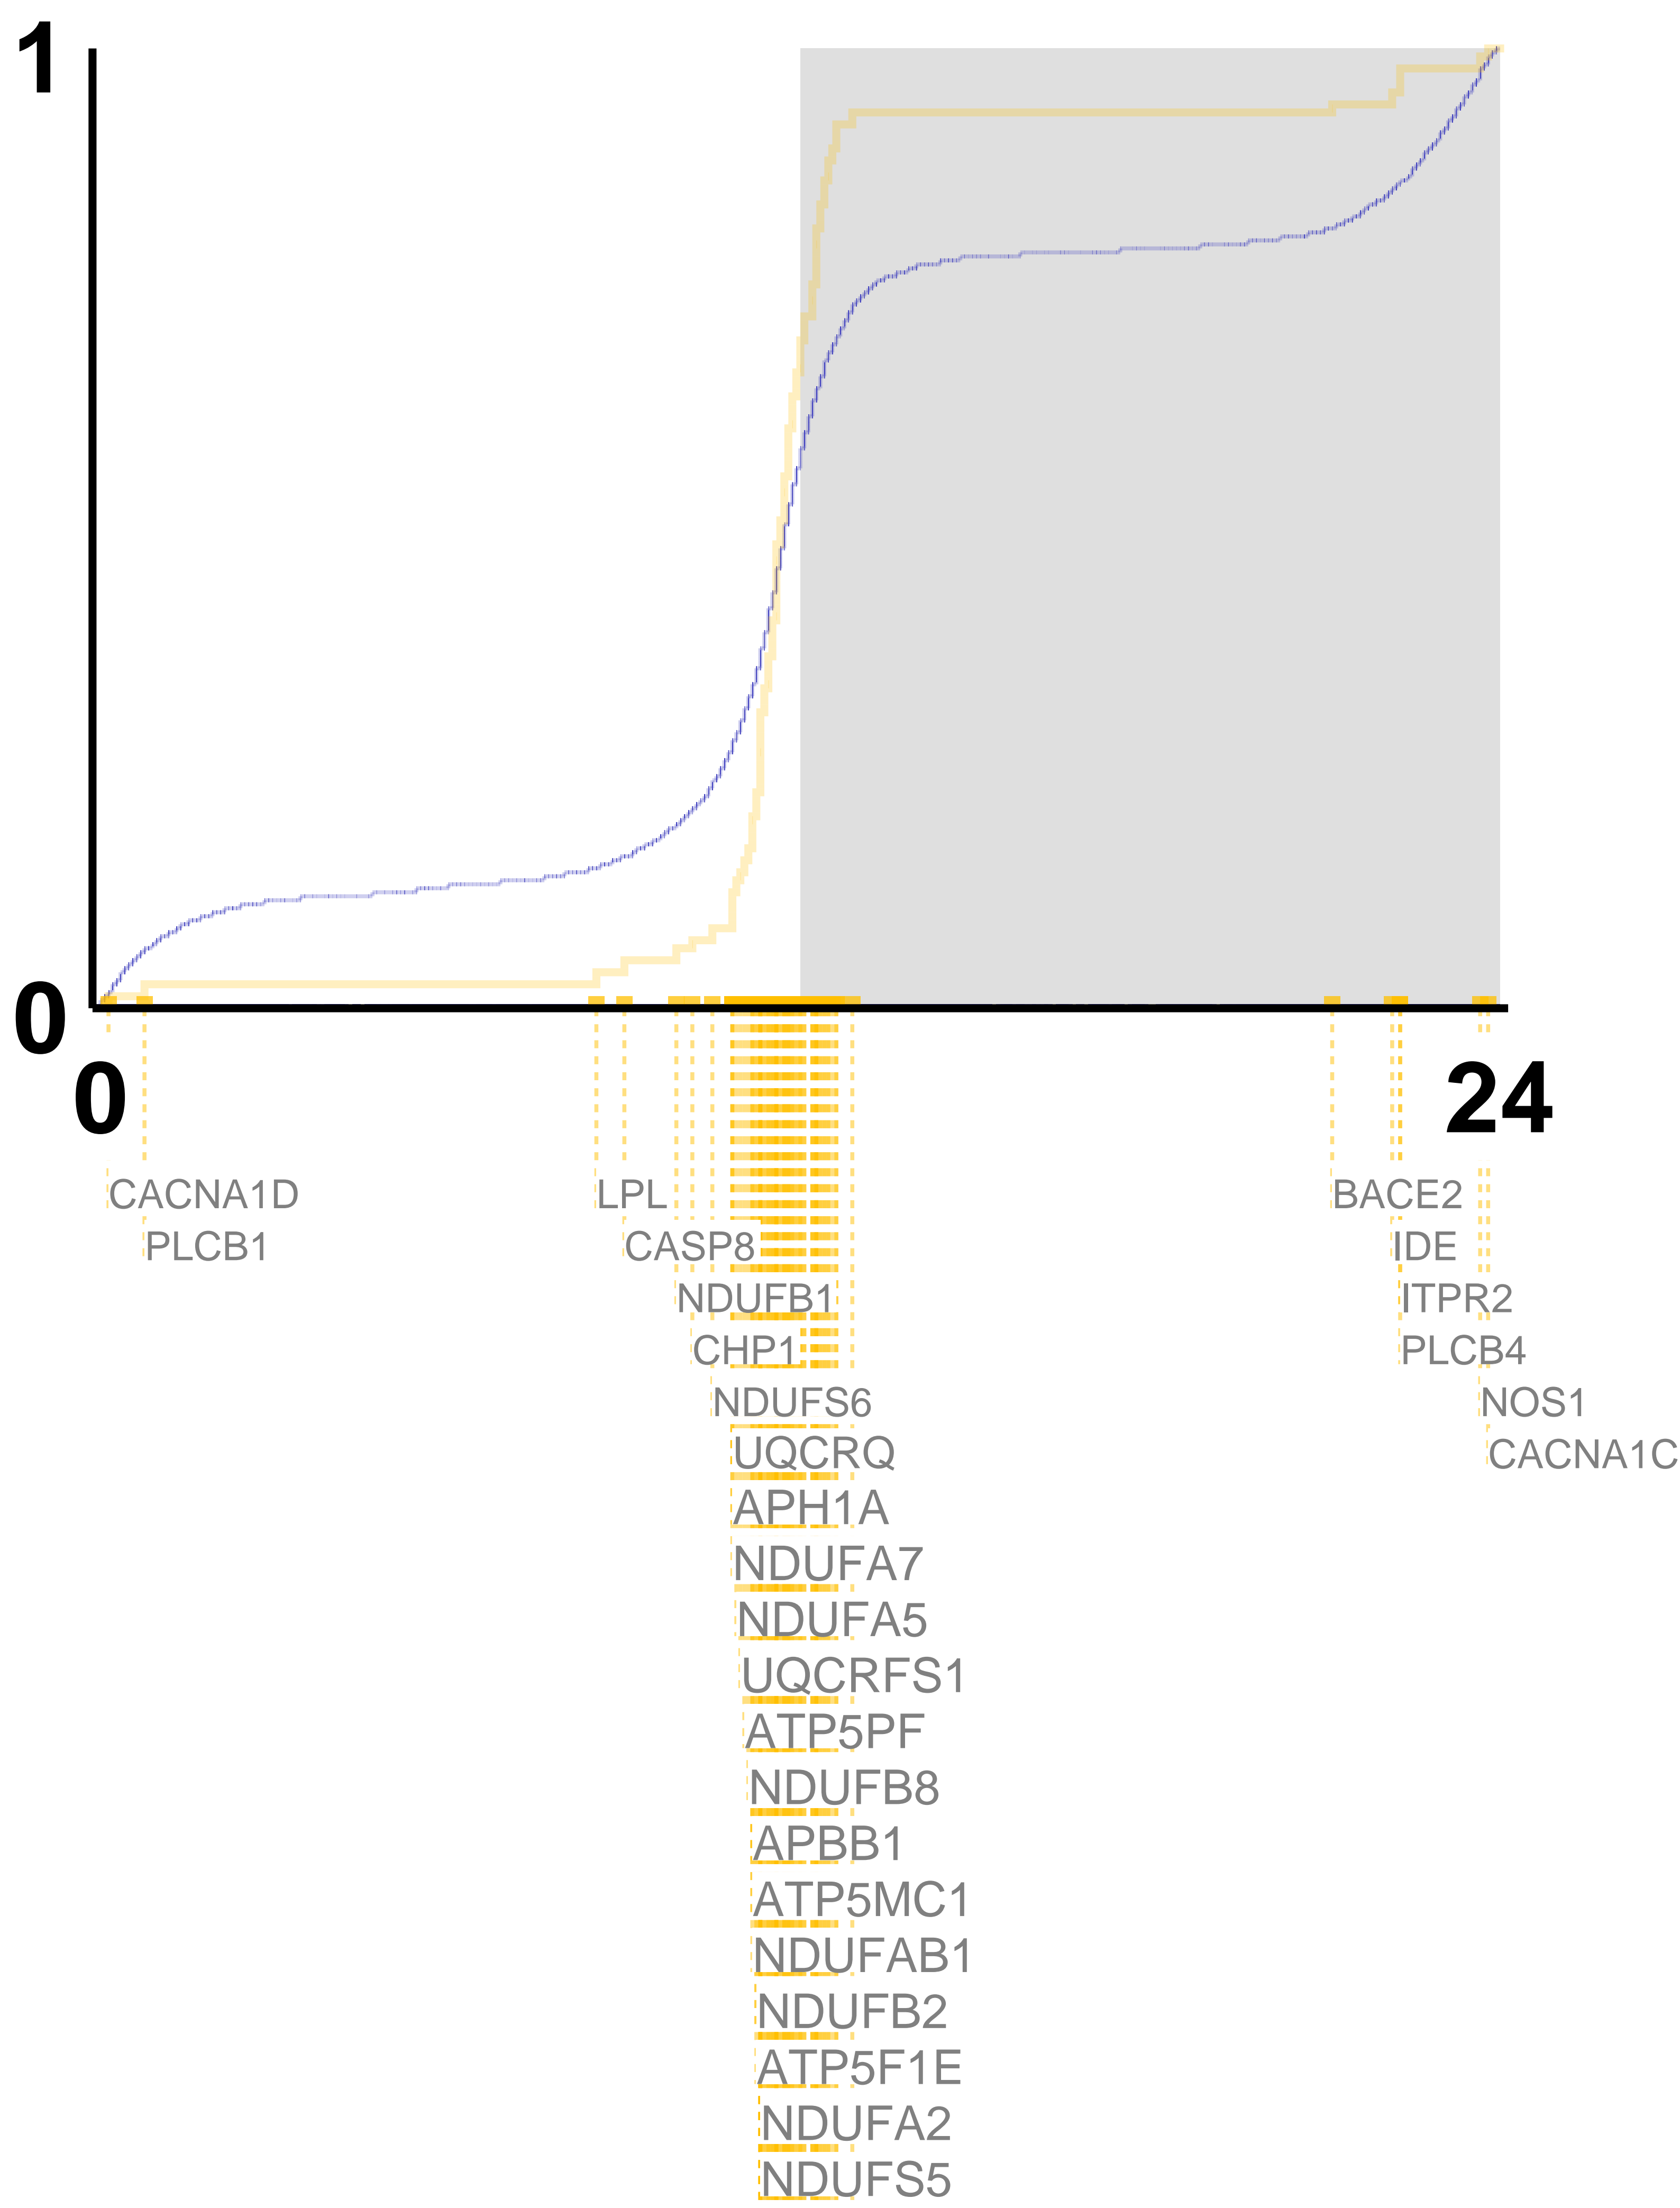 1
0
0 24
CACNA1D LPL BACE2
PLCB1 CASP8 IDE
NDUFB1 ITPR2
CHP1 PLCB4
NDUFS6 NOS1
UQCRQ CACNA1C
APH1A
NDUFA7
NDUFA5
UQCRFS1
ATP5PF
NDUFB8
APBB1
ATP5MC1
NDUFAB1
NDUFB2
ATP5F1E
NDUFA2
NDUFS5